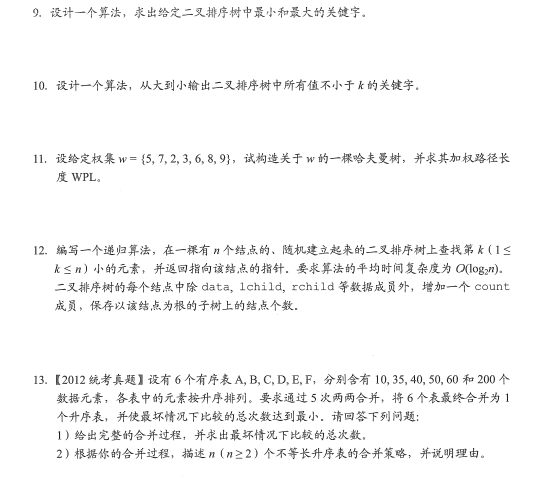 9. 设计一个算法，求出给定二叉排序树中最小和最大的关键字。
10. 设计一个算法，从大到小输出二叉排序树中所有值不小于 k 的关键字。
11. 设给定权集 w = {5, 7, 2, 3, 6, 8, 9}，试构造关于 w 的一棵哈夫曼树，并求其加权路径长
度 WPL。
12. 编写一个递归算法，在一棵有 n 个结点的、随机建立起来的二叉排序树上查找第 k（1≤
k≤n）小的元素，并返回指向该结点的指针。要求算法的平均时间复杂度为 O(log₂n)。
二叉排序树的每个结点中除 data, lchild, rchild 等数据成员外，增加一个 count
成员，保存以该结点为根的子树上的结点个数。
13.【2012 统考真题】设有 6 个有序表 A, B, C, D, E, F，分别含有 10, 35, 40, 50, 60 和 200 个
数据元素，各表中的元素按升序排列。要求通过 5 次两两合并，将 6 个表最终合并为 1
个升序表，并使最坏情况下比较的总次数达到最小。请回答下列问题：
1）给出完整的合并过程，并求出最坏情况下比较的总次数。
2）根据你的合并过程，描述 n（n≥2）个不等长升序表的合并策略，并说明理由。